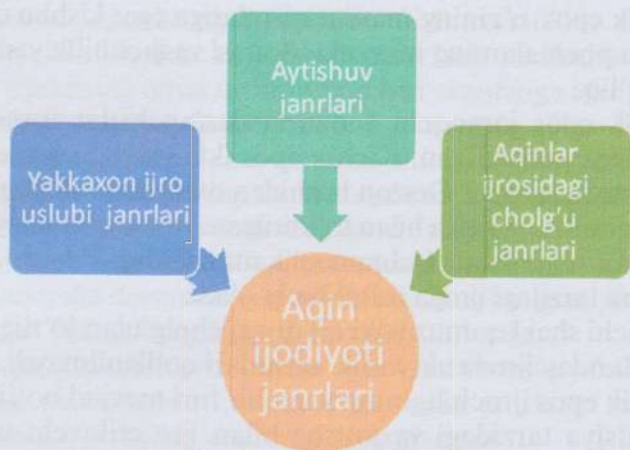 Aytishuv
janrlari
Yakkaxon ijro
uslubi janrlari
Aqinlar
ijrosidagi
cholg'u
janrlari
Aqin
ijodiyoti
janrlari